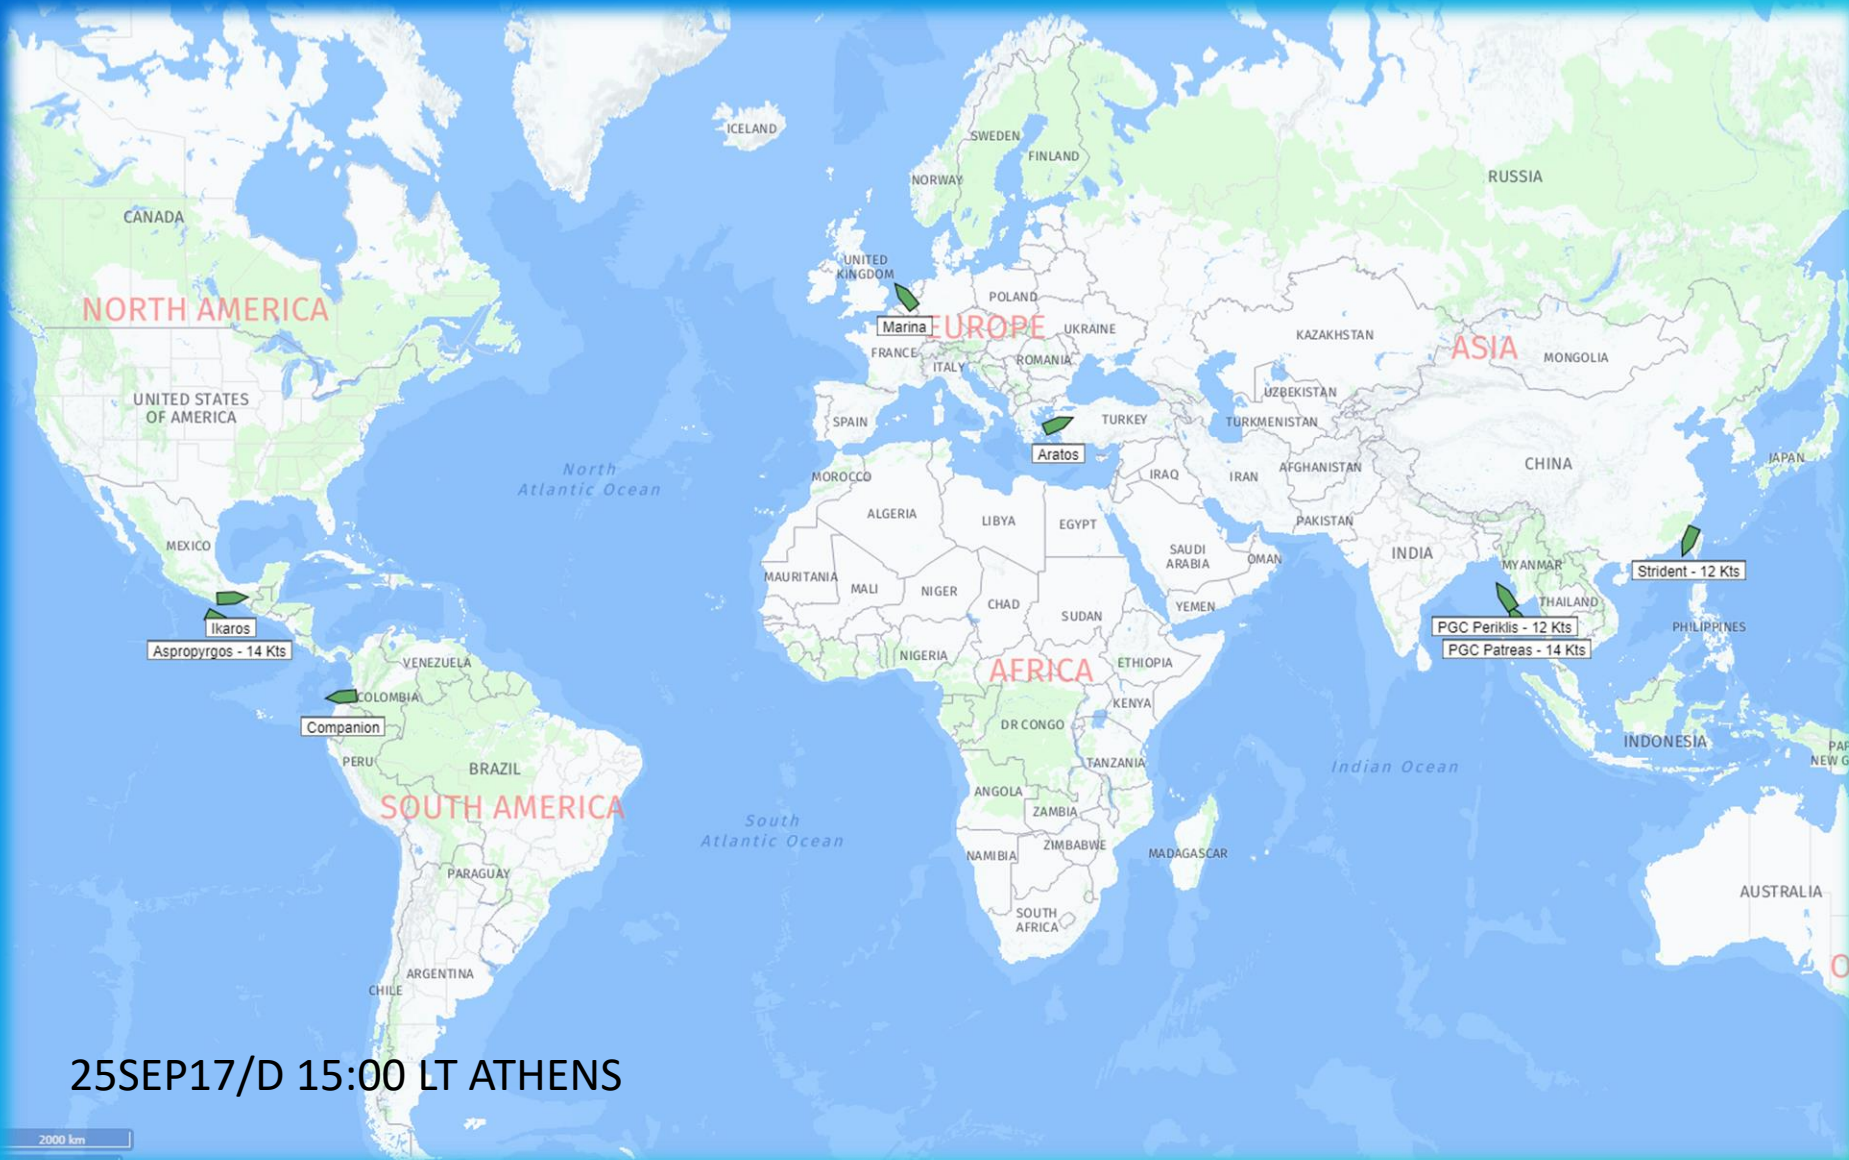 ICELAND
SWEDEN
FINLAND
NORWAY
RUSSIA
CANADA
UNITED
KINGDOM
NORTH AMERICA
POLAND
Marina
EUROPE
UKRAINE
KAZAKHSTAN
ASIA
MONGOLIA
FRANCE
ROMANIA
ITALY
UZBEKISTAN
UNITED STATES
OF AMERICA
SPAIN
TURKEY
TURKMENISTAN
Aratos
North
Atlantic Ocean
MOROCCO
IRAQ
IRAN
AFGHANISTAN
CHINA
JAPAN
ALGERIA
LIBYA
EGYPT
PAKISTAN
MEXICO
SAUDI
ARABIA
OMAN
INDIA
MYANMAR
Strident - 12 Kts
MAURITANIA
MALI
NIGER
CHAD
SUDAN
YEMEN
THAILAND
Ikaros
Aspropyrgos - 14 Kts
PGC Periklis - 12 Kts
PGC Patreas - 14 Kts
PHILIPPINES
VENEZUELA
NIGERIA
AFRICA
ETHIOPIA
COLOMBIA
Companion
KENYA
DR CONGO
INDONESIA
PAP
NEW G
PERU
BRAZIL
TANZANIA
Indian Ocean
SOUTH AMERICA
ANGOLA
ZAMBIA
South
Atlantic Ocean
ZIMBABWE
NAMIBIA
MADAGASCAR
PARAGUAY
AUSTRALIA
SOUTH
AFRICA
ARGENTINA
CHILE
O
25SEP17/D 15:00 LT ATHENS
2000 km